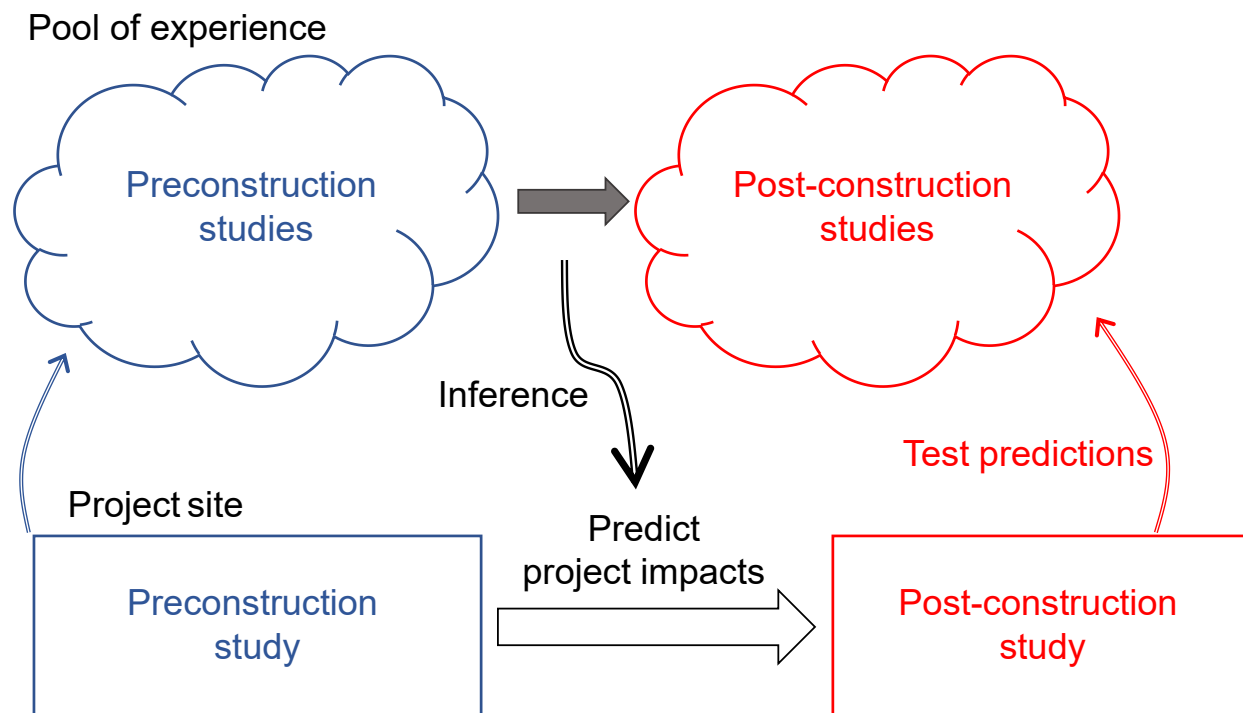 Pool of experience
Preconstruction
studies
Post-construction
studies
Inference
Test predictions
Project site
Predict
project impacts
Preconstruction
study
Post-construction
study